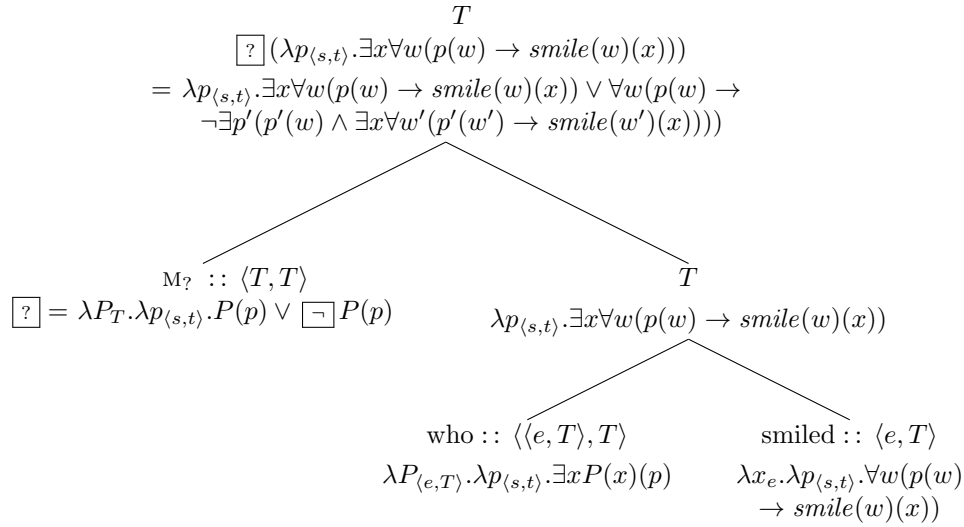 T
?(λp⟨s,t⟩.∃x∀w(p(w) → smile(w)(x)))
= λp⟨s,t⟩.∃x∀w(p(w) → smile(w)(x)) ∨ ∀w(p(w) →
¬∃p′(p′(w) ∧ ∃x∀w′(p′(w′) → smile(w′)(x))))
M? :: ⟨T, T⟩
? = λP_T.λp⟨s,t⟩.P(p) ∨ ¬ P(p)
T
λp⟨s,t⟩.∃x∀w(p(w) → smile(w)(x))
who :: ⟨⟨e, T⟩, T⟩
λP⟨e,T⟩.λp⟨s,t⟩.∃xP(x)(p)
smiled :: ⟨e, T⟩
λx_e.λp⟨s,t⟩.∀w(p(w)
→ smile(w)(x))